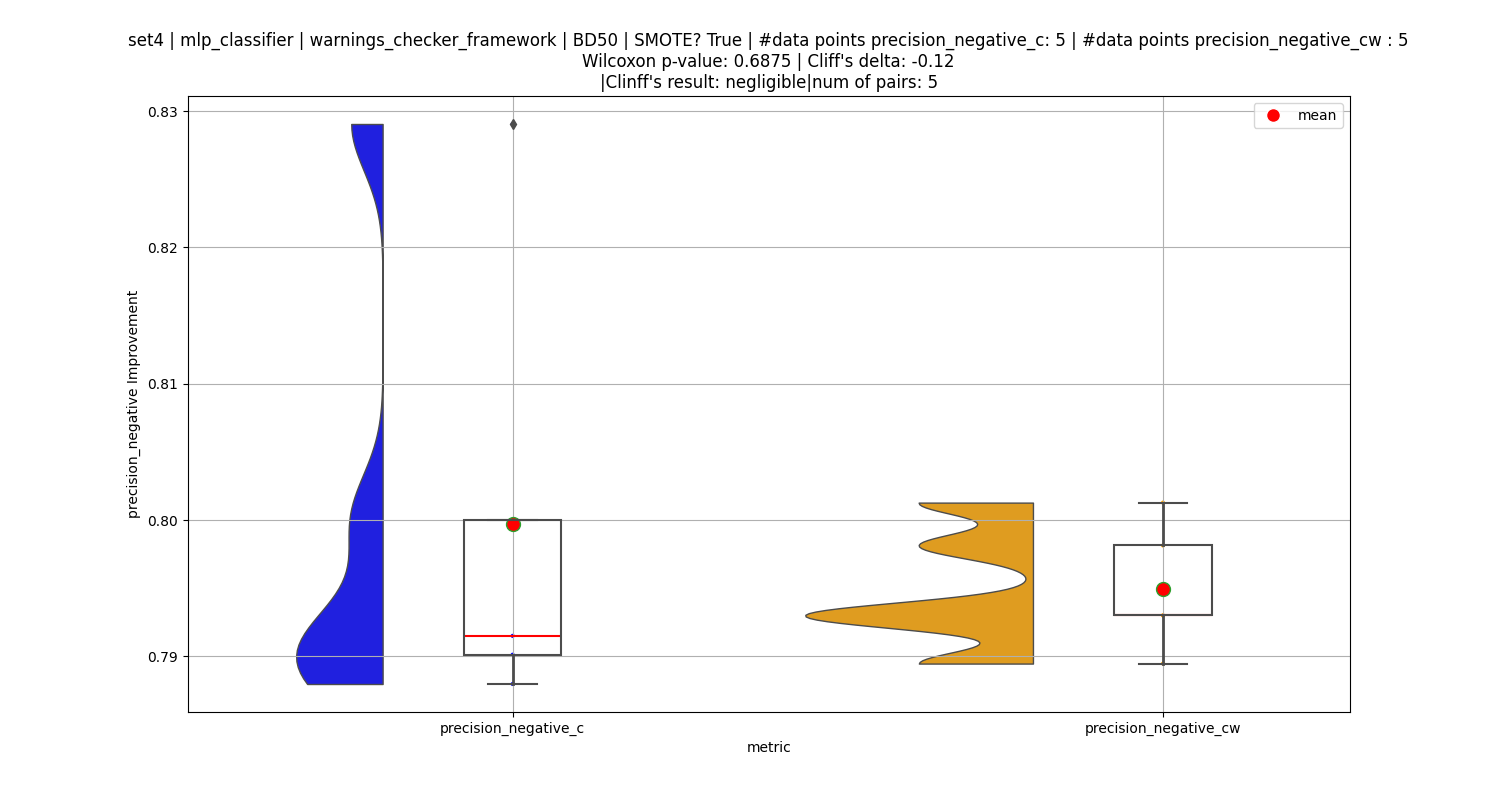 set4 | mlp_classifier | warnings_checker_framework | BD50 | SMOTE? True | #data points precision_negative_c: 5 | #data points precision_negative_cw : 5
Wilcoxon p-value: 0.6875 | Cliff's delta: -0.12
|Clinff's result: negligible|num of pairs: 5
mean
0.83
0.82
0.81
0.80
0.79
precision_negative Improvement
precision_negative_c
precision_negative_cw
metric